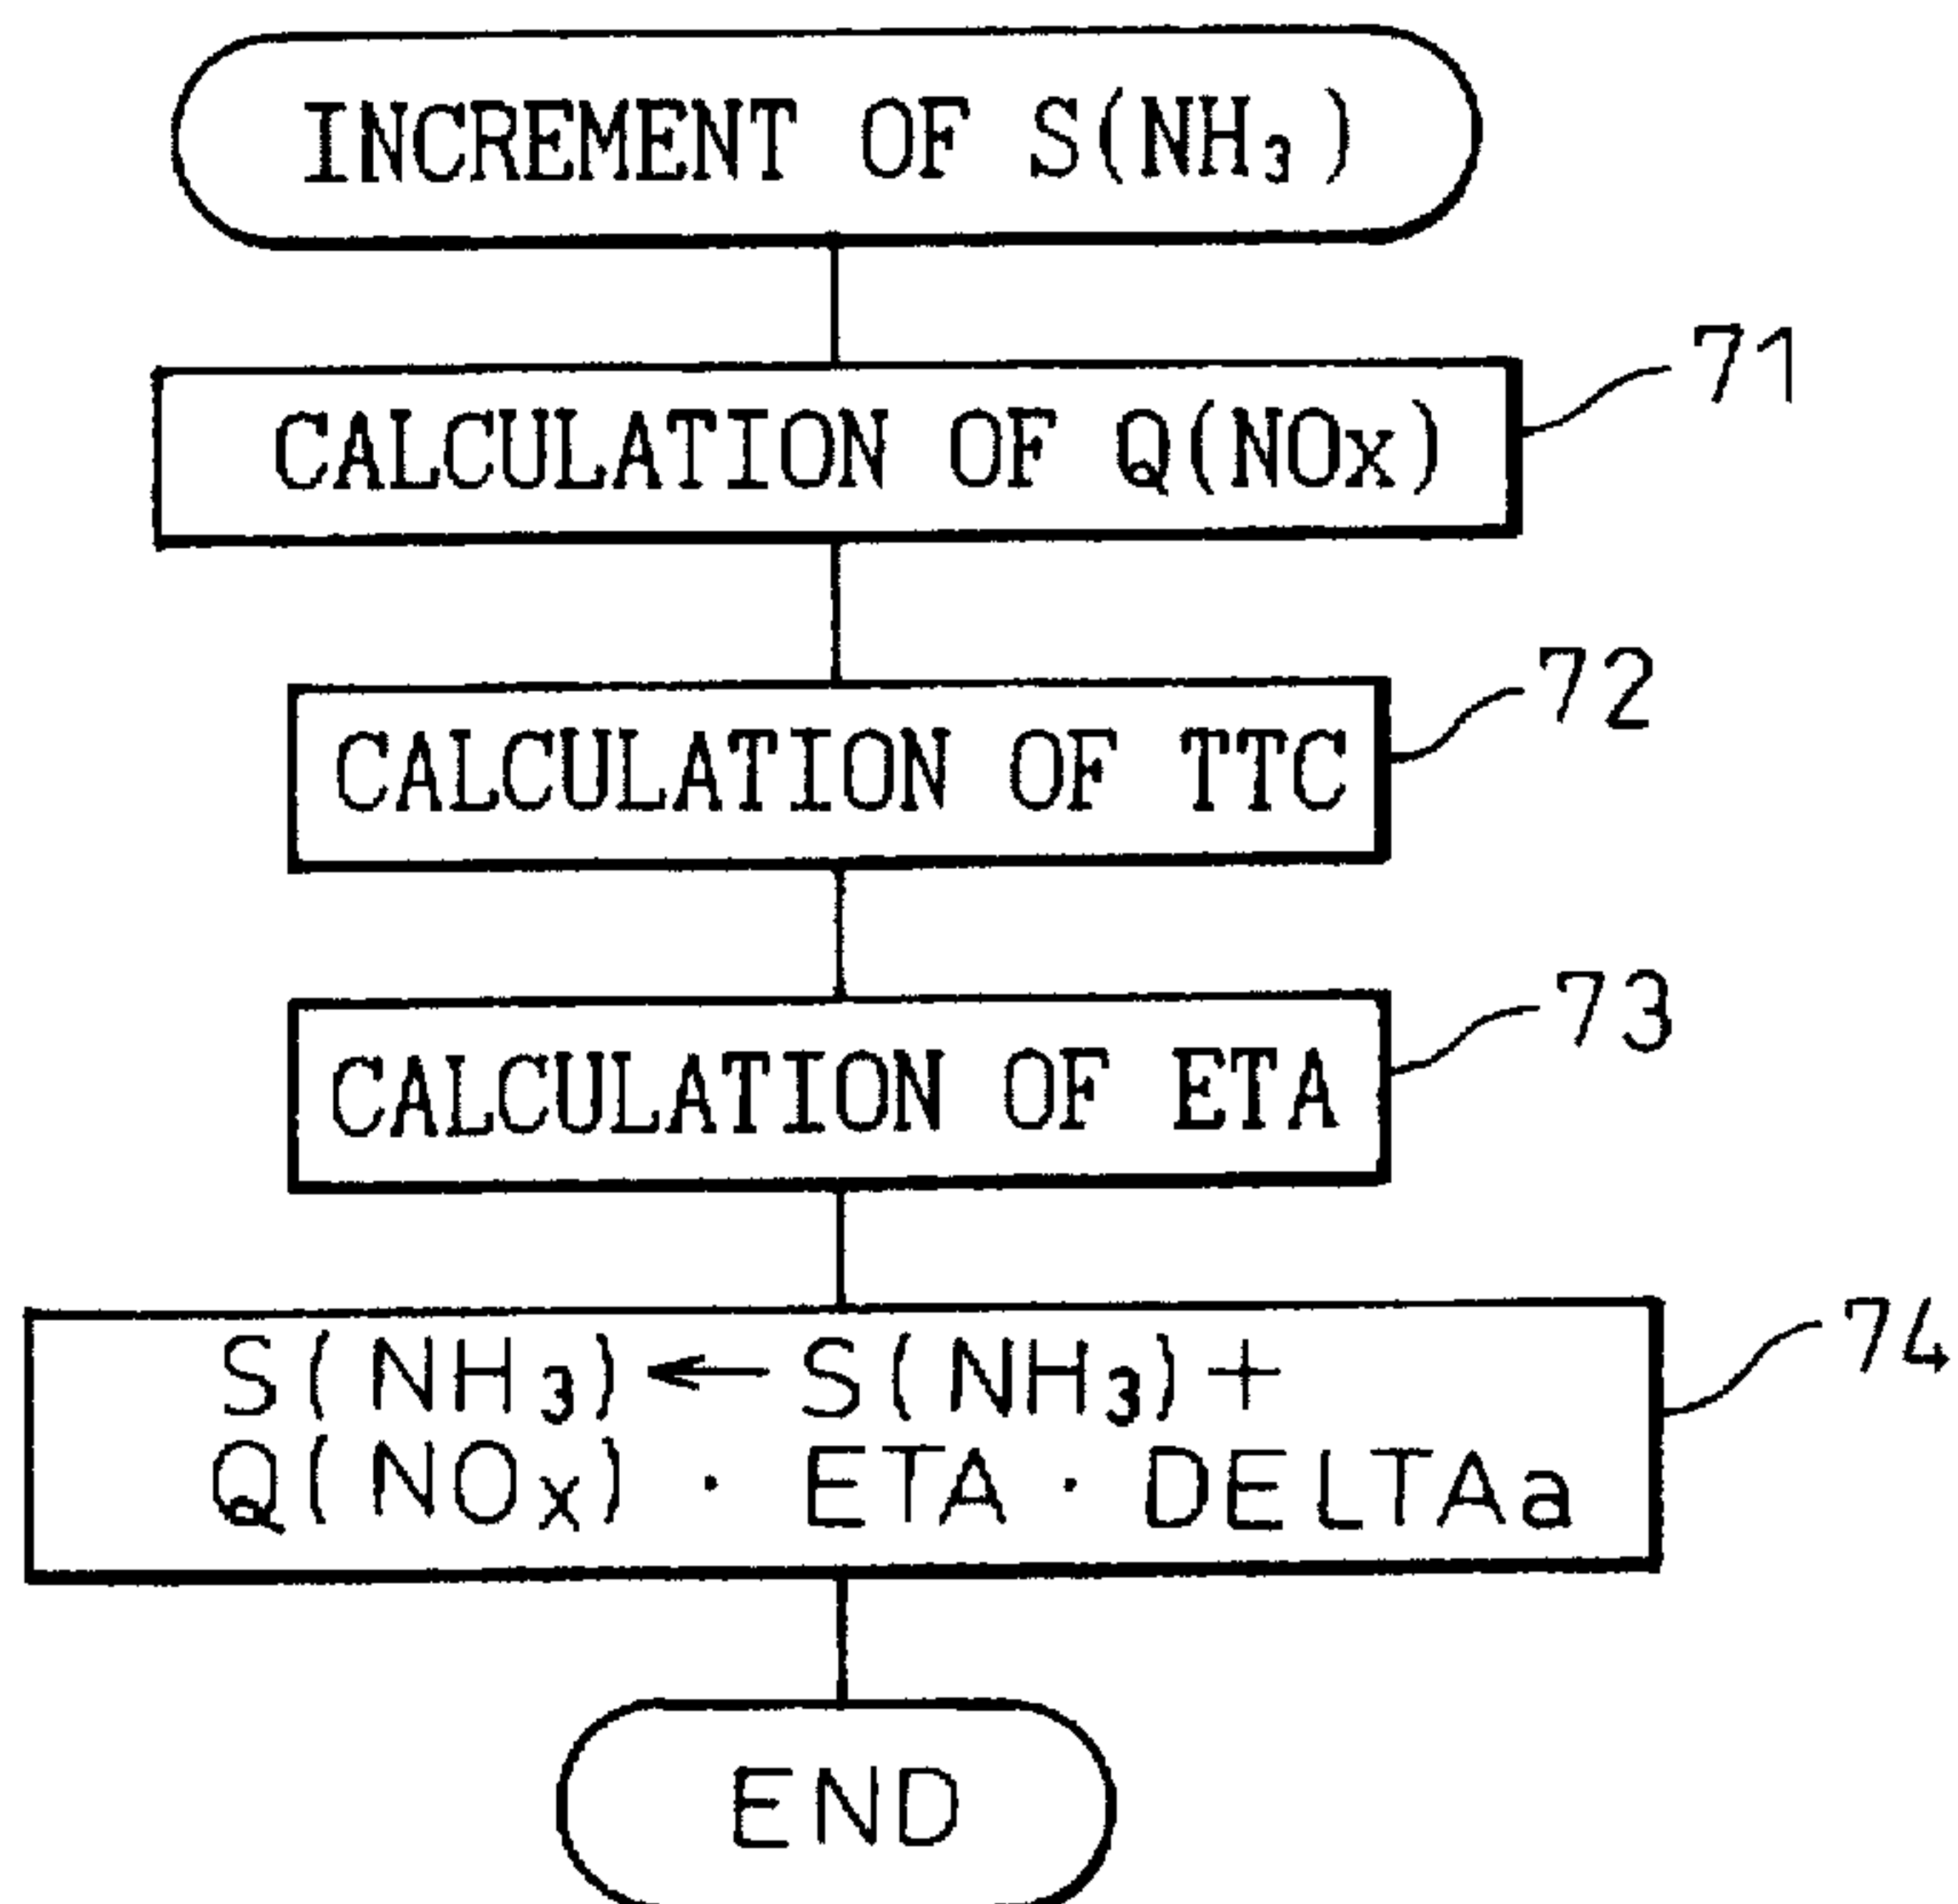 INCREMENT OF S(NH₃)
71
CALCULATION OF Q(NOx)
72
CALCULATION OF TTC
73
CALCULATION OF ETA
74
S(NH₃)←S(NH₃)+
Q(NOx)·ETA·DELTAa
END